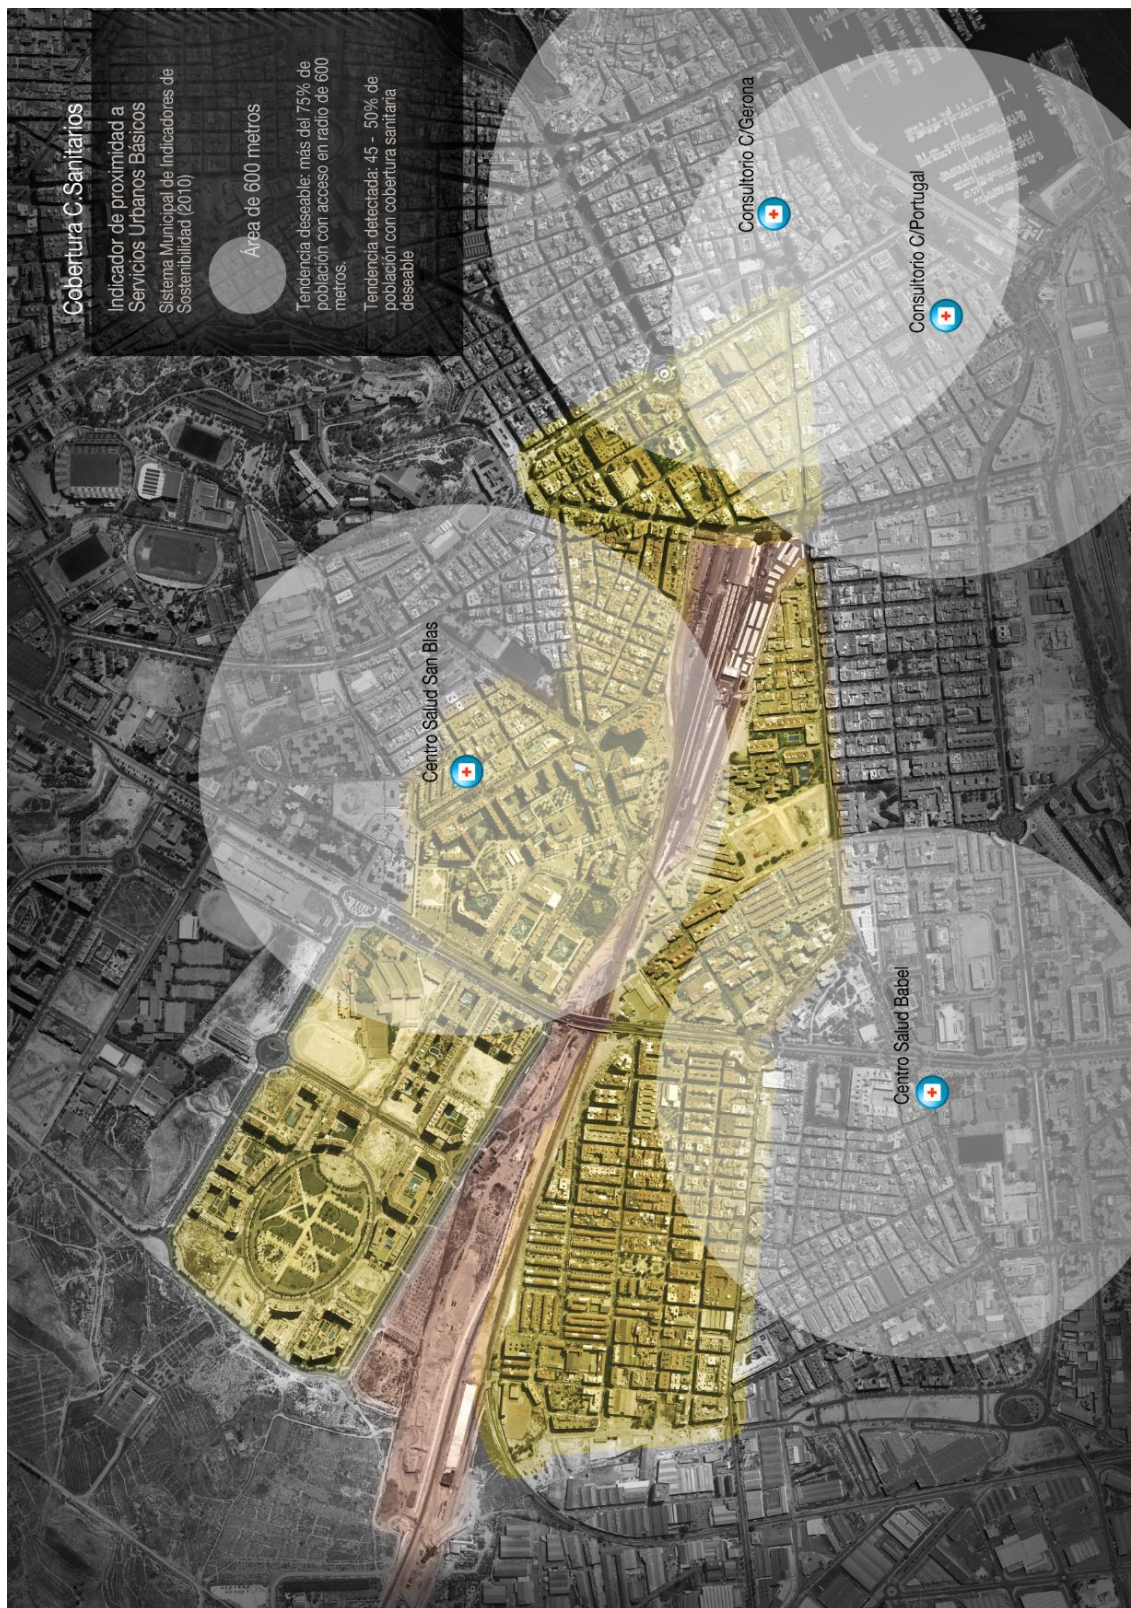 Cobertura C.Sanitarios
Indicador de proximidad a
Servicios Urbanos Básicos
Sistema Municipal de Indicadores de
Sostenibilidad (2010)
Área de 600 metros
Tendencia deseable: más del 75% de
población con acceso en radio de 600
metros.
Tendencia detectada: 45 - 50% de
población con cobertura sanitaria
deseable
Centro Salud San Blas
Consultorio C/Gerona
Consultorio C/Portugal
Centro Salud Babel